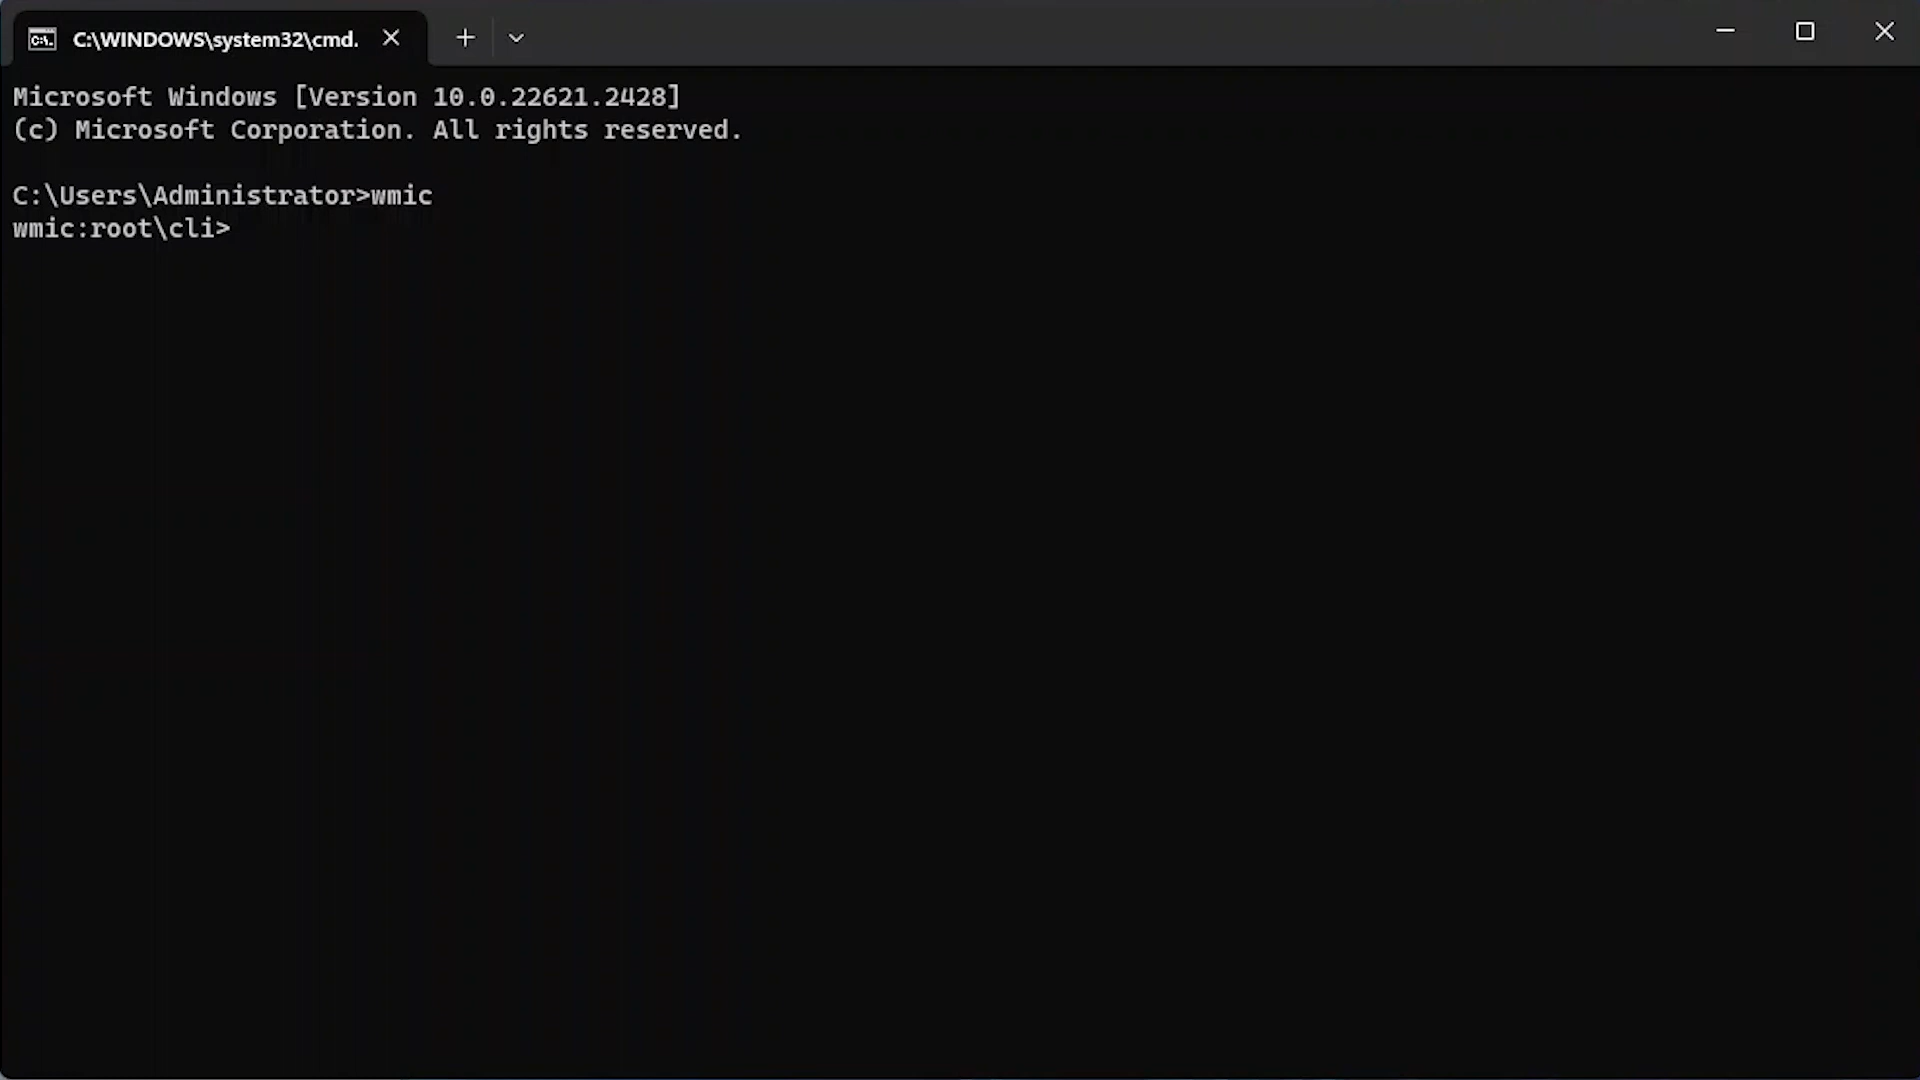 C:\WINDOWS\system32\cmd.
Microsoft Windows [Version 10.0.22621.2428]
(c) Microsoft Corporation. All rights reserved.
C:\Users\Administrator>wmic
wmic:root\cli>